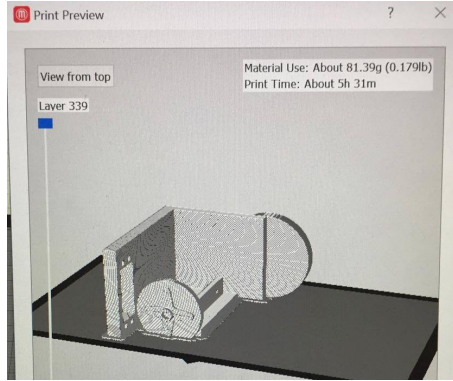 Print Preview
?
View from top
Material Use: About 81.39g (0.179lb)
Print Time: About 5h 31m
Layer 339